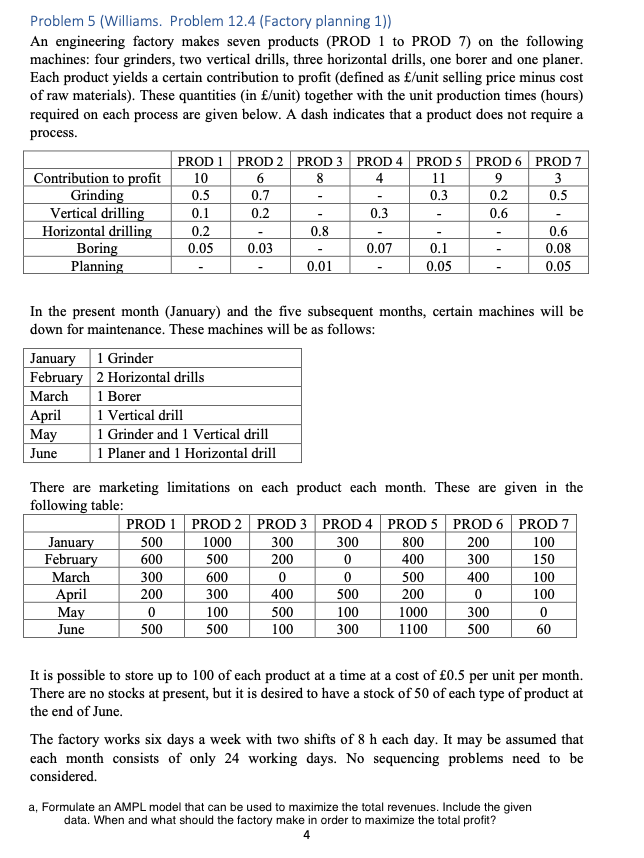 Problem 5 (Williams. Problem 12.4 (Factory planning 1))
An engineering factory makes seven products (PROD 1 to PROD 7) on the following
machines: four grinders, two vertical drills, three horizontal drills, one borer and one planer.
Each product yields a certain contribution to profit (defined as £/unit selling price minus cost
of raw materials). These quantities (in £/unit) together with the unit production times (hours)
required on each process are given below. A dash indicates that a product does not require a
process.
PROD 1 PROD 2 PROD 3 PROD 4 PROD 5 PROD 6 PROD 7
Contribution to profit 10 6 8 4 11 9 3
Grinding 0.5 0.7 - - 0.3 0.2 0.5
Vertical drilling 0.1 0.2 - 0.3 - 0.6 -
Horizontal drilling 0.2 - 0.8 - - - 0.6
Boring 0.05 0.03 - 0.07 0.1 - 0.08
Planning - - 0.01 - 0.05 - 0.05
In the present month (January) and the five subsequent months, certain machines will be
down for maintenance. These machines will be as follows:
January 1 Grinder
February 2 Horizontal drills
March 1 Borer
April 1 Vertical drill
May 1 Grinder and 1 Vertical drill
June 1 Planer and 1 Horizontal drill
There are marketing limitations on each product each month. These are given in the
following table:
PROD 1 PROD 2 PROD 3 PROD 4 PROD 5 PROD 6 PROD 7
January 500 1000 300 300 800 200 100
February 600 500 200 0 400 300 150
March 300 600 0 0 500 400 100
April 200 300 400 500 200 0 100
May 0 100 500 100 1000 300 0
June 500 500 100 300 1100 500 60
It is possible to store up to 100 of each product at a time at a cost of £0.5 per unit per month.
There are no stocks at present, but it is desired to have a stock of 50 of each type of product at
the end of June.
The factory works six days a week with two shifts of 8 h each day. It may be assumed that
each month consists of only 24 working days. No sequencing problems need to be
considered.
a, Formulate an AMPL model that can be used to maximize the total revenues. Include the given
data. When and what should the factory make in order to maximize the total profit?
4